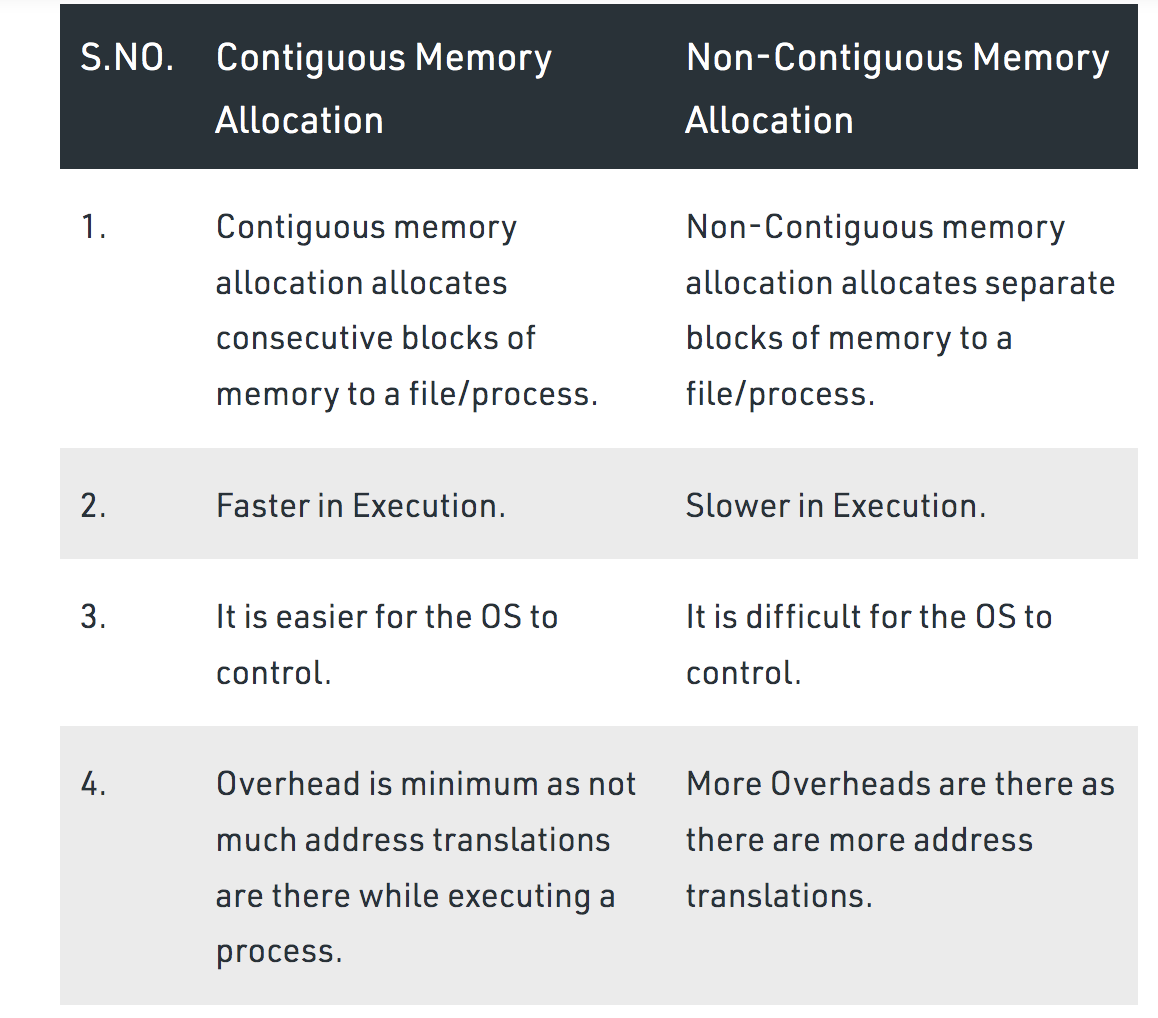 S.NO.
Contiguous Memory
Allocation
Non-Contiguous Memory
Allocation
1.
Contiguous memory
allocation allocates
consecutive blocks of
memory to a file/process.
Non-Contiguous memory
allocation allocates separate
blocks of memory to a
file/process.
2.
Faster in Execution.
Slower in Execution.
3.
It is easier for the OS to
control.
It is difficult for the OS to
control.
4.
Overhead is minimum as not
much address translations
are there while executing a
process.
More Overheads are there as
there are more address
translations.